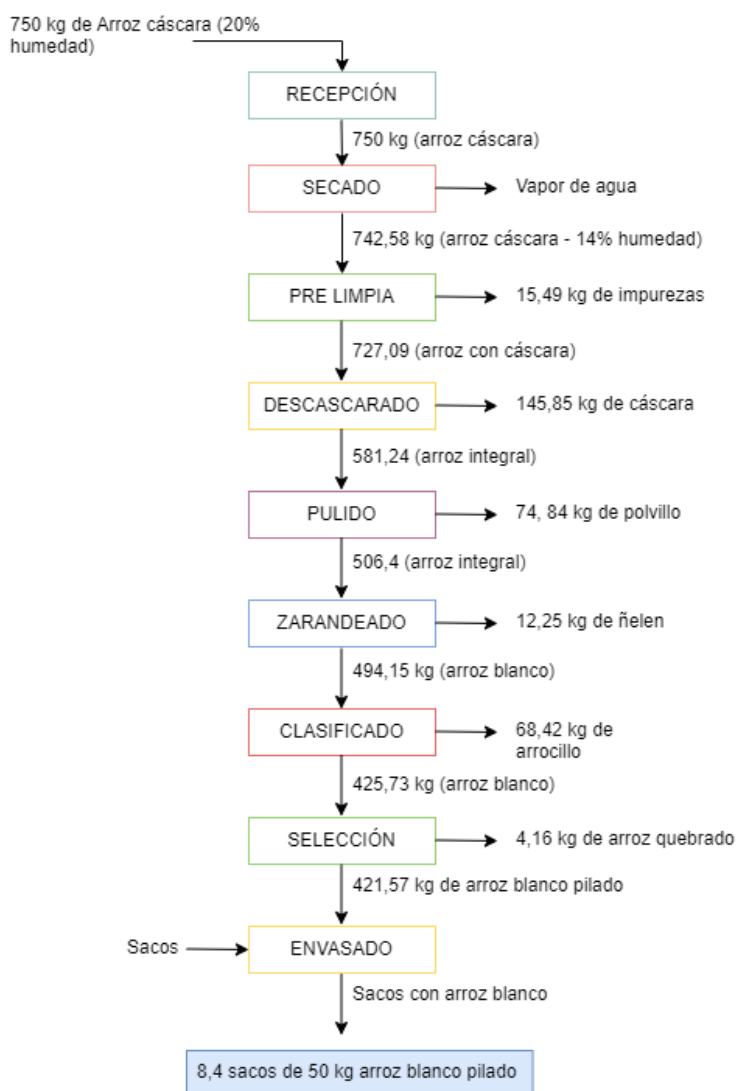 750 kg de Arroz cáscara (20%
humedad)
RECEPCIÓN
750 kg (arroz cáscara)
SECADO
Vapor de agua
742,58 kg (arroz cáscara - 14% humedad)
PRE LIMPIA
15,49 kg de impurezas
727,09 (arroz con cáscara)
DESCASCARADO
145,85 kg de cáscara
581,24 (arroz integral)
PULIDO
74, 84 kg de polvillo
506,4 (arroz integral)
ZARANDEADO
12,25 kg de ñelen
494,15 kg (arroz blanco)
CLASIFICADO
68,42 kg de
arrocillo
425,73 kg (arroz blanco)
SELECCIÓN
4,16 kg de arroz quebrado
421,57 kg de arroz blanco pilado
Sacos
ENVASADO
Sacos con arroz blanco
8,4 sacos de 50 kg arroz blanco pilado